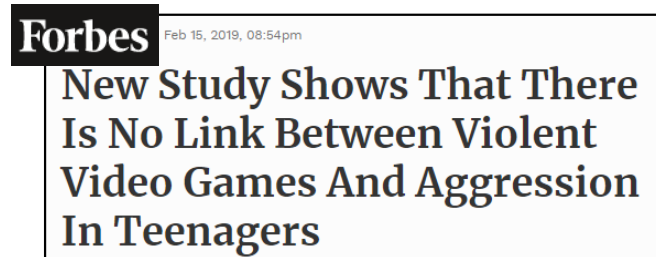 Forbes
Feb 15, 2019, 08:54pm
New Study Shows That There
Is No Link Between Violent
Video Games And Aggression
In Teenagers